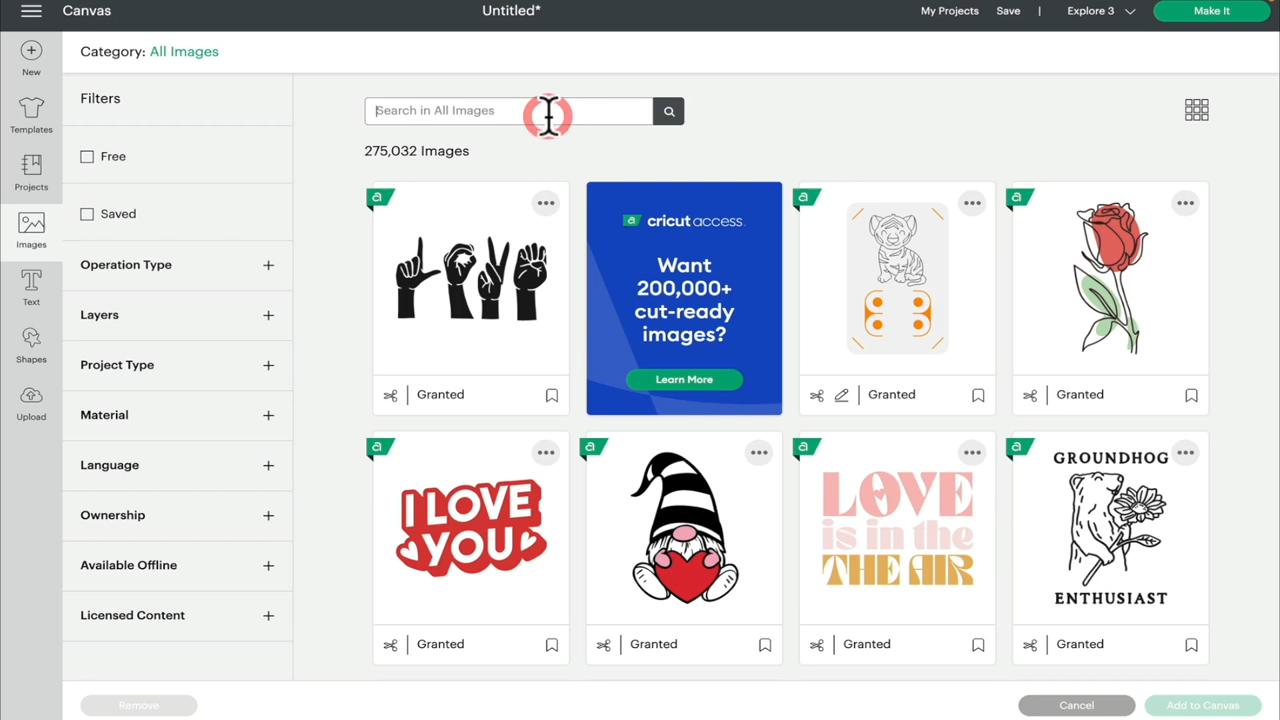 Canvas
Untitled*
My Projects
Save
|
Explore 3
Make It
New
Templates
Projects
Images
Text
Shapes
Upload
Category: All Images
Filters
Free
Saved
Operation Type
Layers
Project Type
Material
Language
Ownership
Available Offline
Licensed Content
Search in All Images
275,032 Images
a
LOVE
Granted
a cricut access.
Want
200,000+
cut-ready
images?
Learn More
a
Granted
a
Granted
a
I LOVE
YOU
Granted
a
Granted
a
LOVE
is in the
THE AIR
Granted
a
GROUNDHOG
ENTHUSIAST
Granted
Remove
Cancel
Add to Canvas